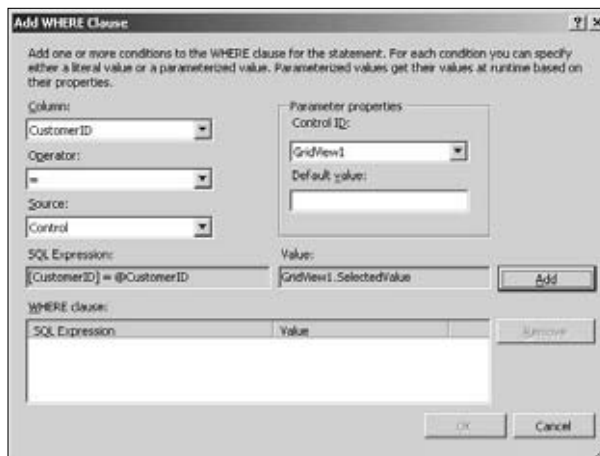 Add WHERE Clause
Add one or more conditions to the WHERE clause for the statement. For each condition you can specify
either a literal value or a parameterized value. Parameterized values get their values at runtime based on
their properties.
Column:
CustomerID
Operator:
=
Source:
Control
Parameter properties
Control ID:
GridView1
Default value:
SQL Expression:
[CustomerID] = @CustomerID
Value:
GridView1.SelectedValue
Add
WHERE clause:
SQL Expression Value
Remove
OK Cancel